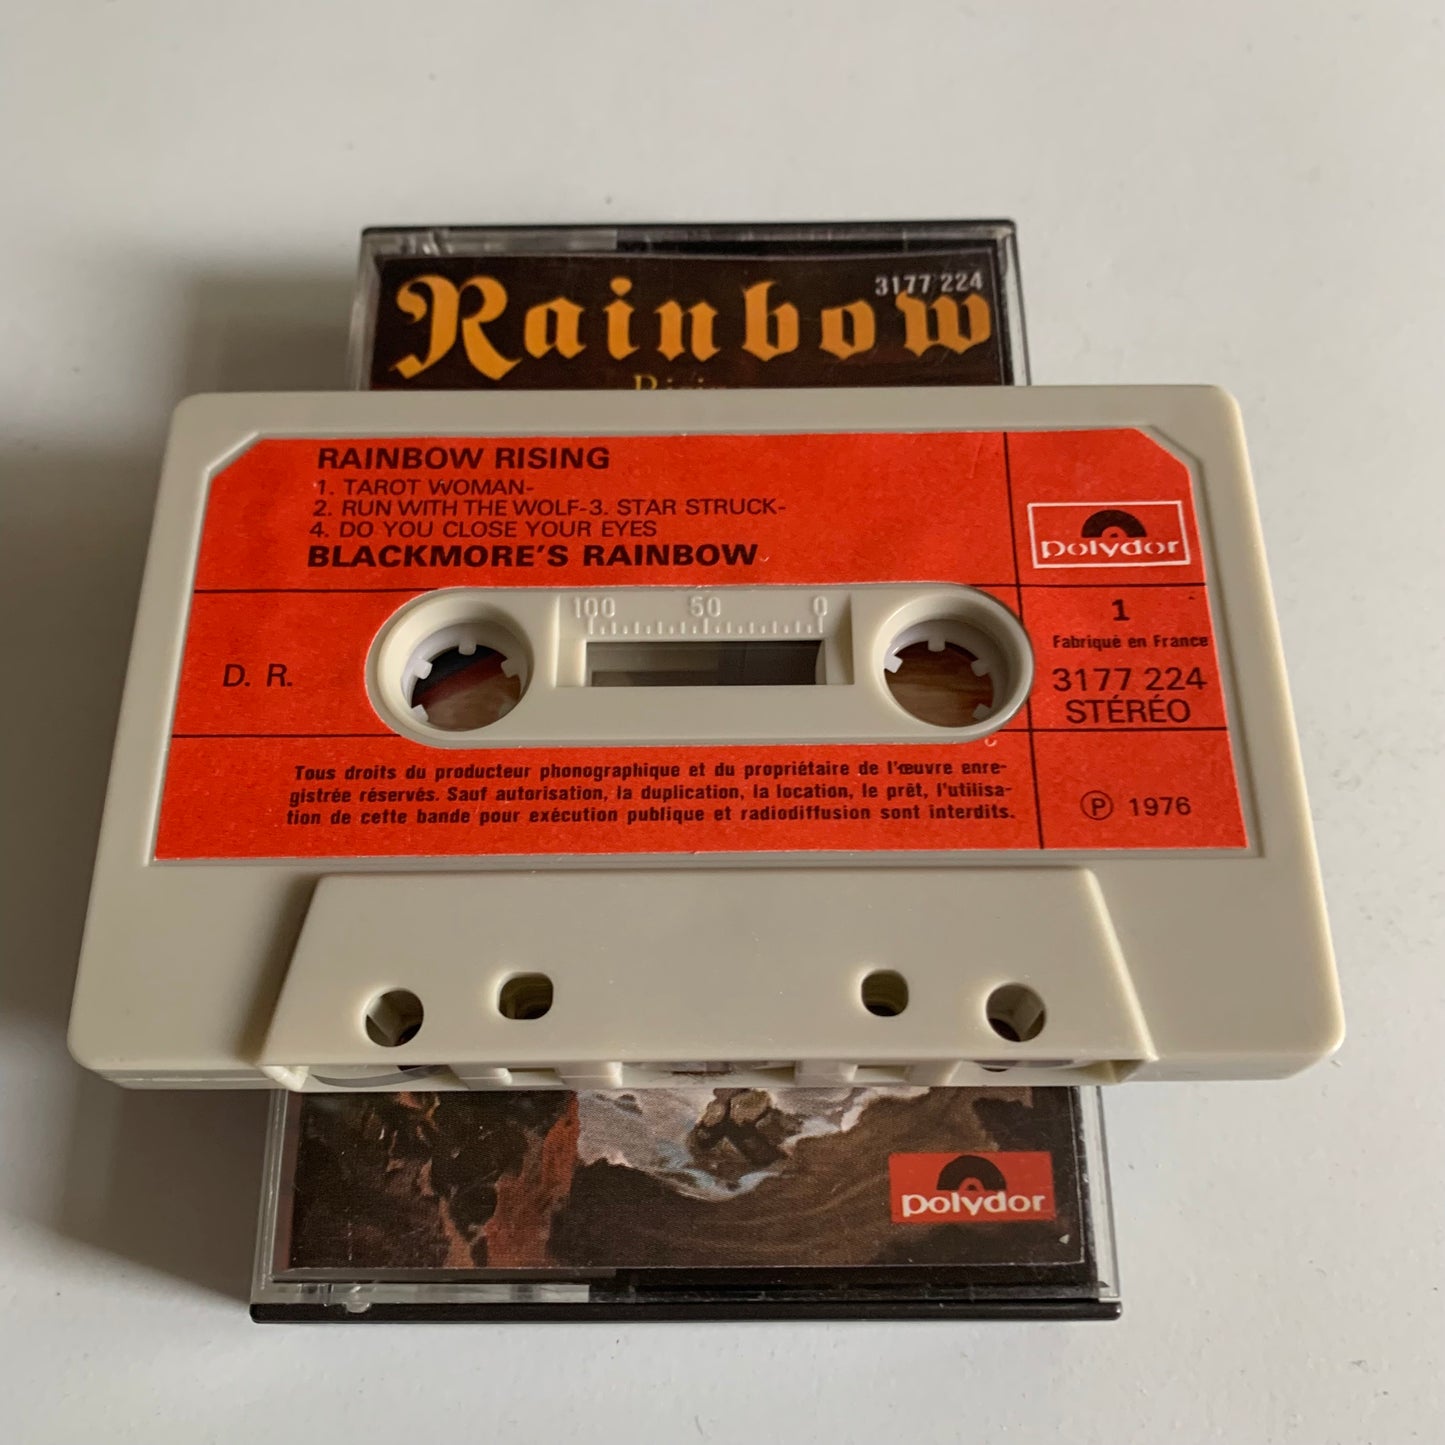 Rainbow
3177 224
RAINBOW RISING
1. TAROT WOMAN-
2. RUN WITH THE WOLF-3. STAR STRUCK-
4. DO YOU CLOSE YOUR EYES
BLACKMORE'S RAINBOW
polydor
100 50 0
1
Fabriqué en France
3177 224
STÉRÉO
D. R.
Tous droits du producteur phonographique et du propriétaire de l'œuvre enre-
gistrée réservés. Sauf autorisation, la duplication, la location, le prêt, l'utilisa-
tion de cette bande pour exécution publique et radiodiffusion sont interdits.
Ⓟ 1976
polydor